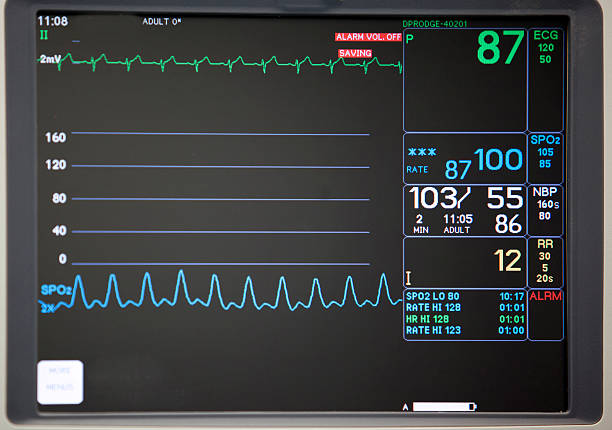 11:08 ADULT 0* DPRODGE-40201
II ALARM VOL. OFF P 87 ECG
SAVING 120
2mV 50
160
120
80
40
0
*** 100 SPO2
RATE 87 105
85
103/ 55 NBP
2 11:05 86 160s
MIN ADULT 80
12 RR
30
5
20s
SPO2
2X
SPO2 LO 80 10:17 ALRM
RATE HI 128 01:01
HR HI 128 01:01
RATE HI 123 01:00
MORE
MENUS
A